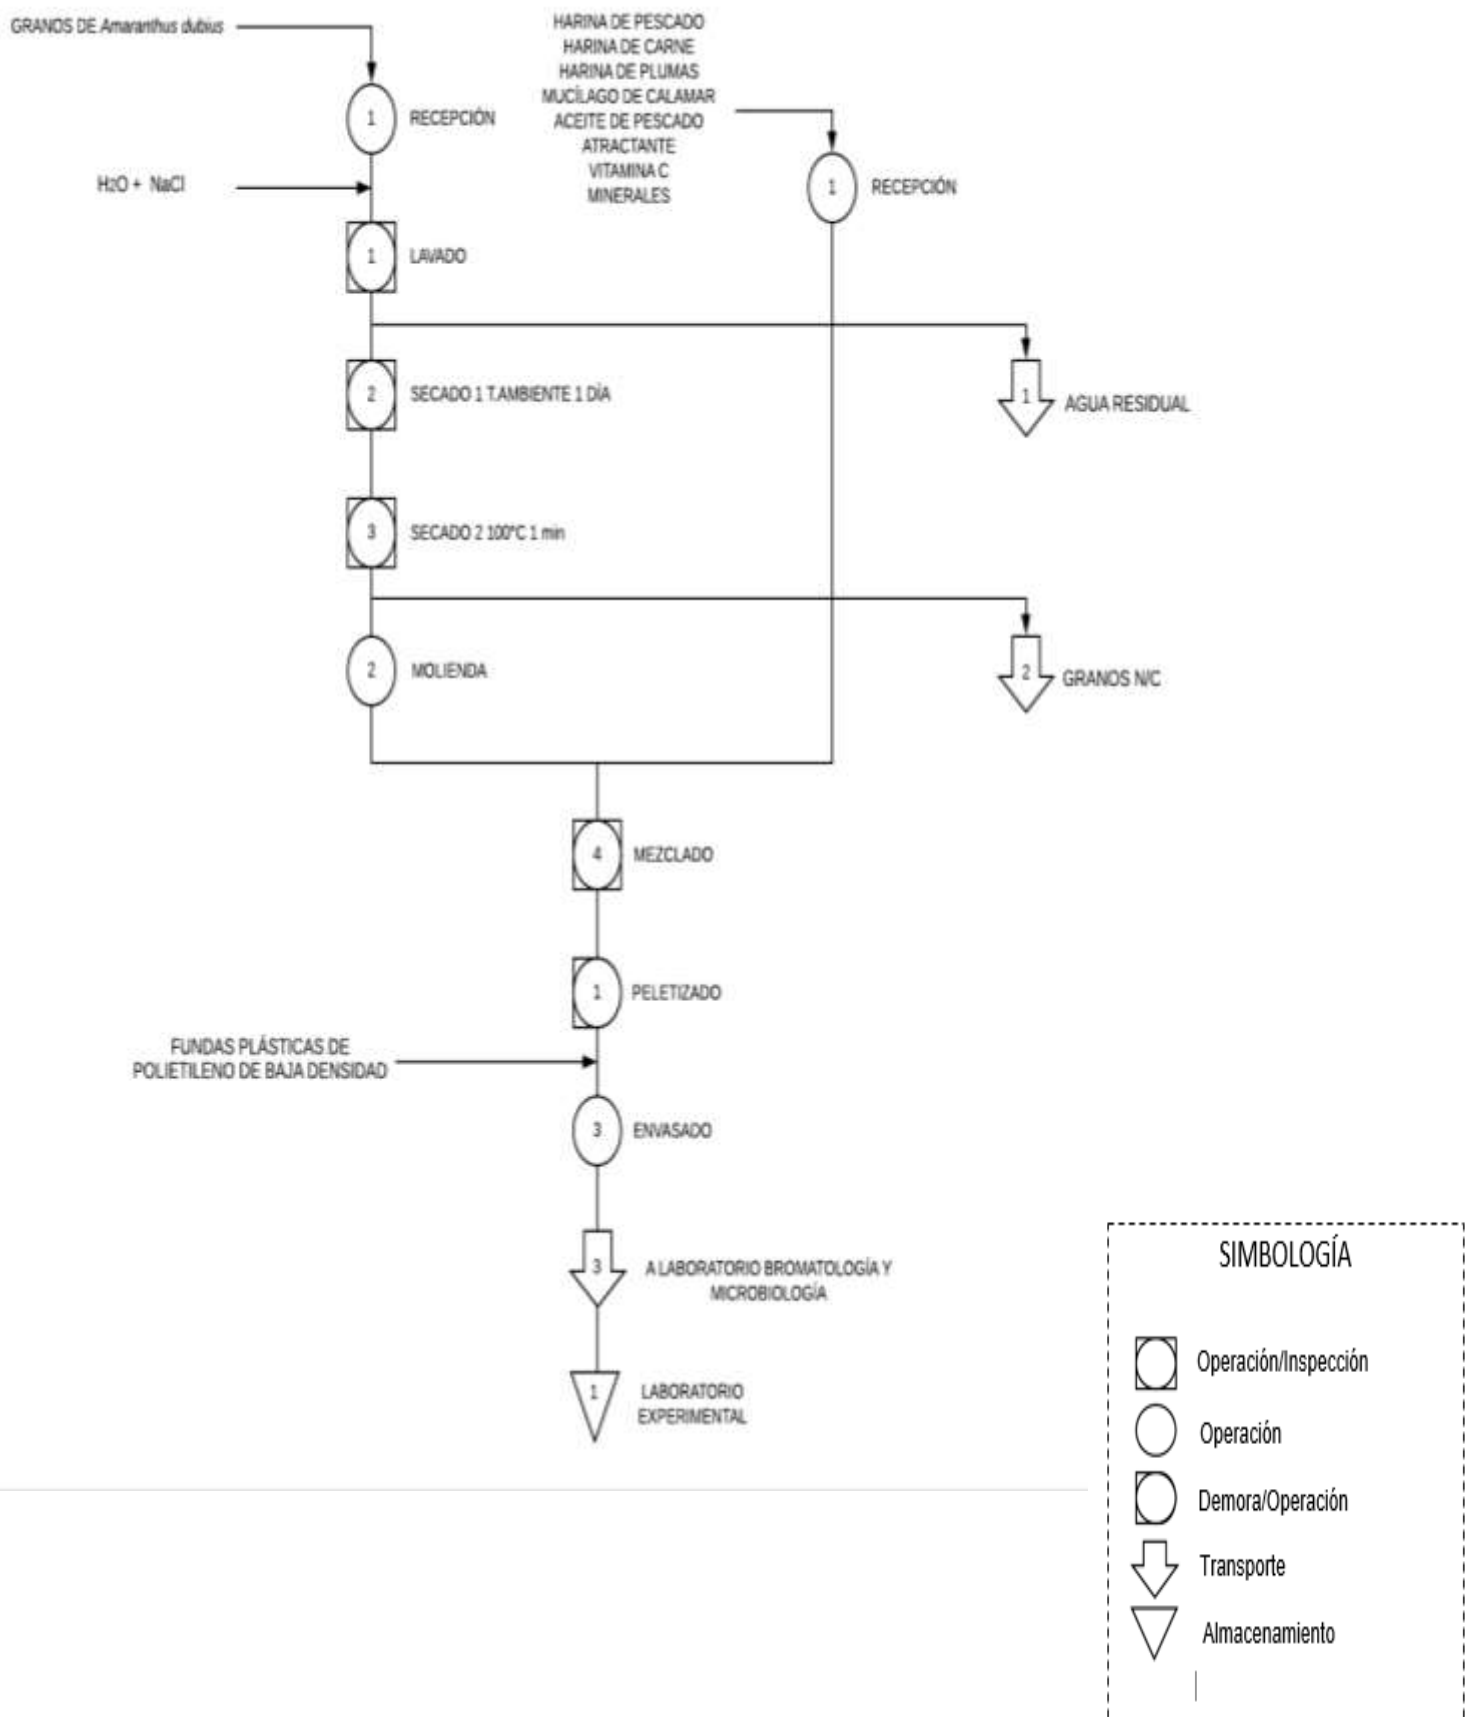 GRANOS DE Amaranthus dubius
HARINA DE PESCADO
HARINA DE CARNE
HARINA DE PLUMAS
MUCÍLAGO DE CALAMAR
ACEITE DE PESCADO
ATRACTANTE
VITAMINA C
MINERALES
1
RECEPCIÓN
1
RECEPCIÓN
H2O + NaCl
1
LAVADO
2
SECADO 1 T.AMBIENTE 1 DÍA
1
AGUA RESIDUAL
3
SECADO 2 100°C 1 min
2
MOLIENDA
2
GRANOS N/C
4
MEZCLADO
1
PELETIZADO
FUNDAS PLÁSTICAS DE
POLIETILENO DE BAJA DENSIDAD
3
ENVASADO
3
A LABORATORIO BROMATOLOGÍA Y
MICROBIOLOGÍA
1
LABORATORIO
EXPERIMENTAL
SIMBOLOGÍA
Operación/Inspección
Operación
Demora/Operación
Transporte
Almacenamiento